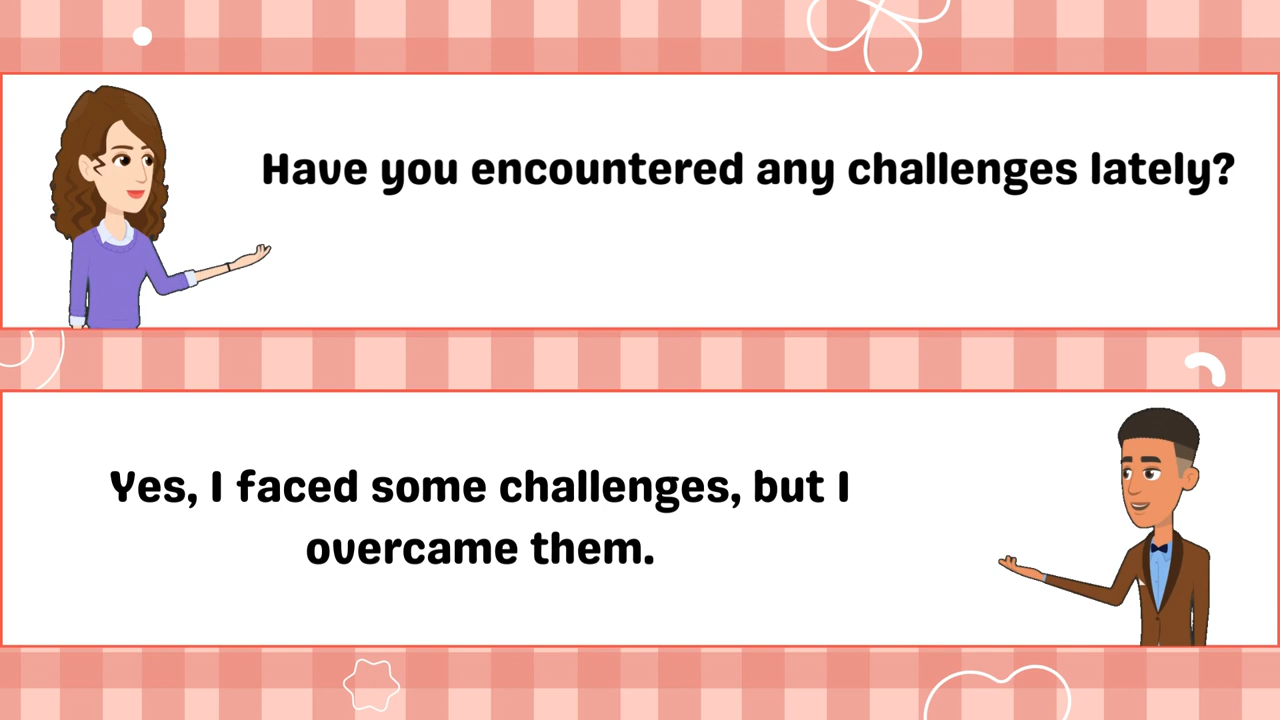 Have you encountered any challenges lately?
Yes, I faced some challenges, but I
overcame them.